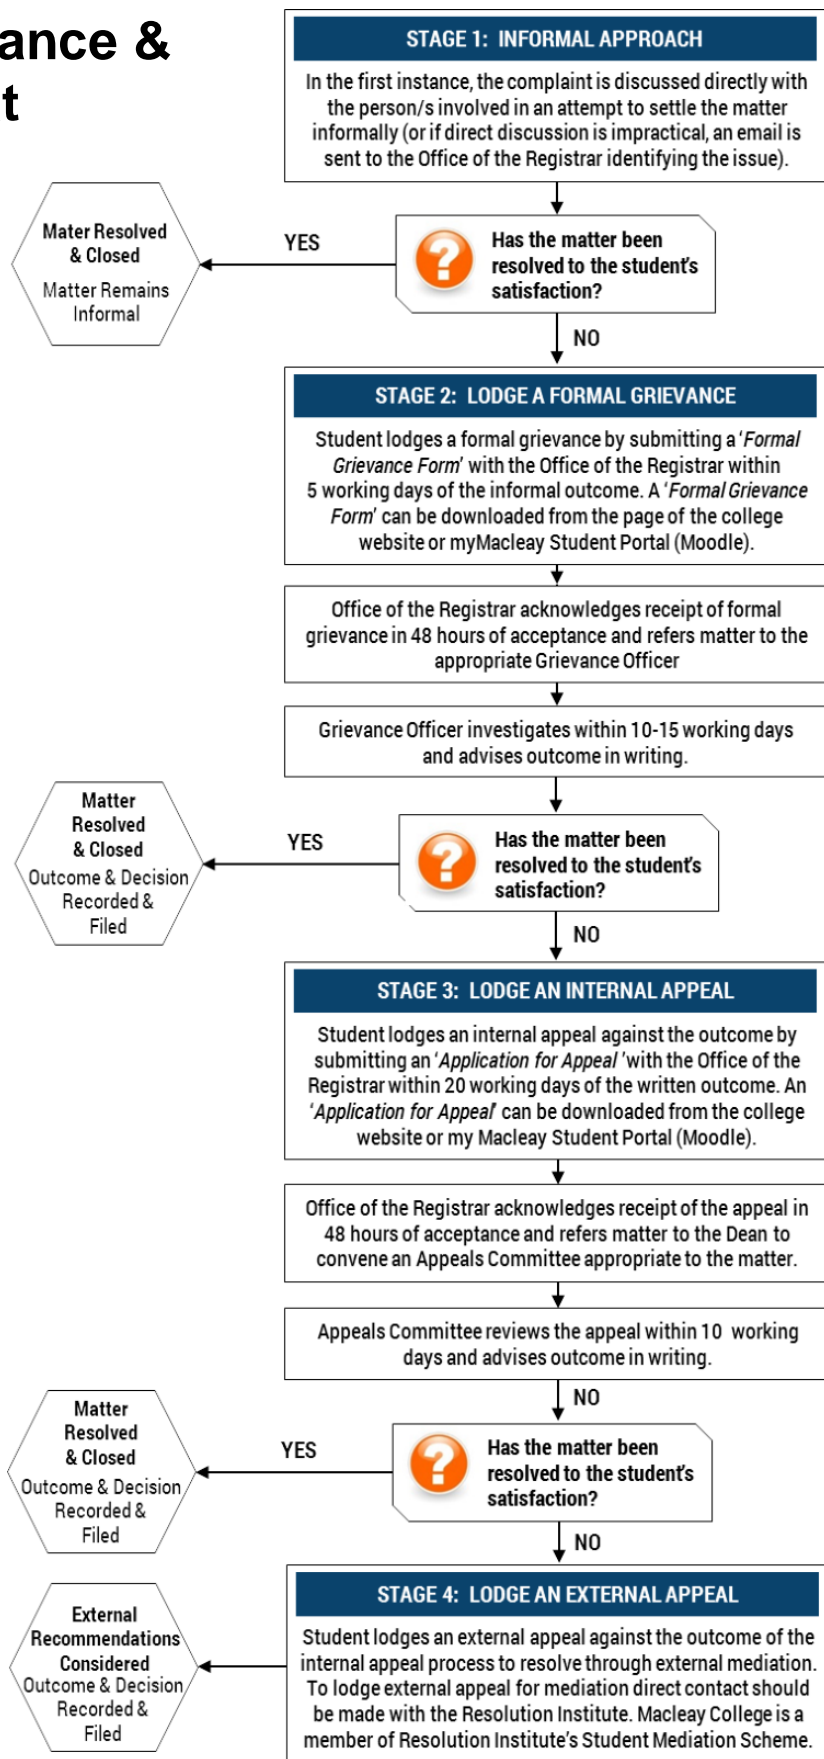 ance &
t
STAGE 1: INFORMAL APPROACH
In the first instance, the complaint is discussed directly with
the person/s involved in an attempt to settle the matter
informally (or if direct discussion is impractical, an email is
sent to the Office of the Registrar identifying the issue).
Mater Resolved
& Closed
Matter Remains
Informal
YES
Has the matter been
resolved to the student's
satisfaction?
NO
STAGE 2: LODGE A FORMAL GRIEVANCE
Student lodges a formal grievance by submitting a 'Formal
Grievance Form' with the Office of the Registrar within
5 working days of the informal outcome. A 'Formal Grievance
Form' can be downloaded from the page of the college
website or myMacleay Student Portal (Moodle).
Office of the Registrar acknowledges receipt of formal
grievance in 48 hours of acceptance and refers matter to the
appropriate Grievance Officer
Grievance Officer investigates within 10-15 working days
and advises outcome in writing.
Matter
Resolved
& Closed
Outcome & Decision
Recorded &
Filed
YES
Has the matter been
resolved to the student's
satisfaction?
NO
STAGE 3: LODGE AN INTERNAL APPEAL
Student lodges an internal appeal against the outcome by
submitting an 'Application for Appeal 'with the Office of the
Registrar within 20 working days of the written outcome. An
'Application for Appeal' can be downloaded from the college
website or my Macleay Student Portal (Moodle).
Office of the Registrar acknowledges receipt of the appeal in
48 hours of acceptance and refers matter to the Dean to
convene an Appeals Committee appropriate to the matter.
Appeals Committee reviews the appeal within 10 working
days and advises outcome in writing.
NO
Matter
Resolved
& Closed
Outcome & Decision
Recorded &
Filed
YES
Has the matter been
resolved to the student's
satisfaction?
NO
STAGE 4: LODGE AN EXTERNAL APPEAL
Student lodges an external appeal against the outcome of the
internal appeal process to resolve through external mediation.
To lodge external appeal for mediation direct contact should
be made with the Resolution Institute. Macleay College is a
member of Resolution Institute's Student Mediation Scheme.
External
Recommendations
Considered
Outcome & Decision
Recorded &
Filed